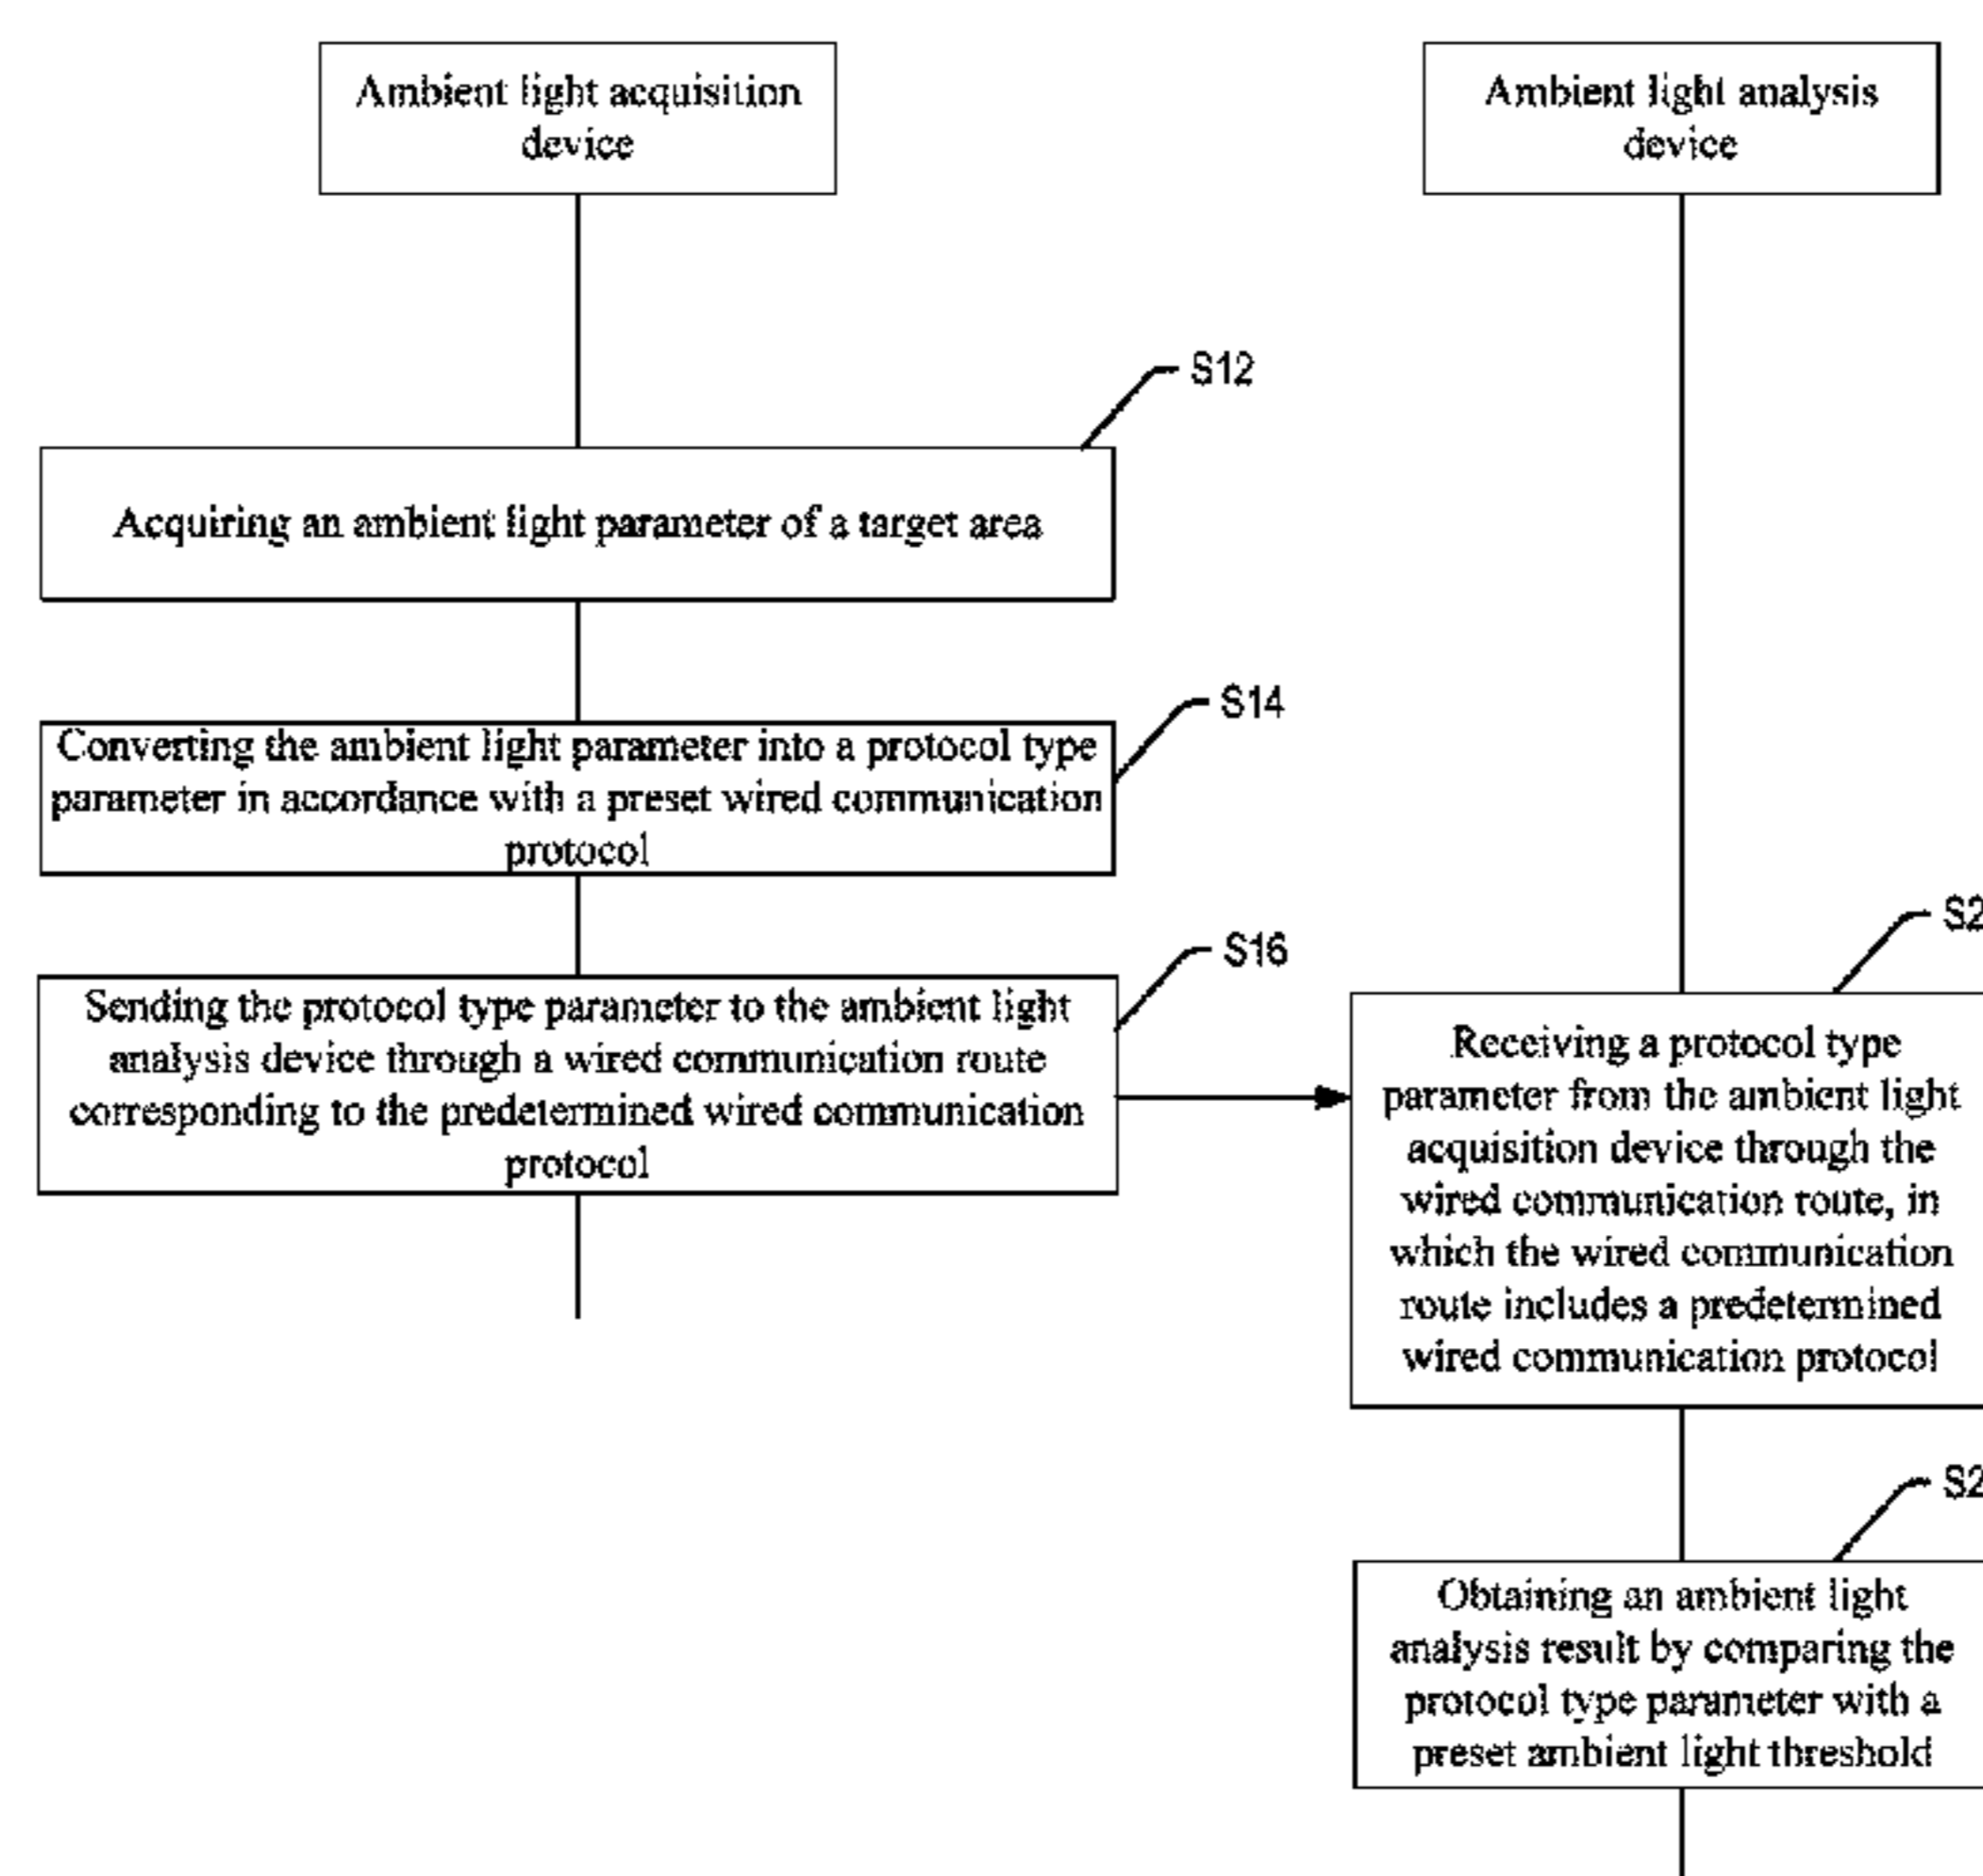 Ambient light acquisition
device
Ambient light analysis
device
S12
Acquiring an ambient light parameter of a target area
S14
Converting the ambient light parameter into a protocol type
parameter in accordance with a preset wired communication
protocol
S16
Sending the protocol type parameter to the ambient light
analysis device through a wired communication route
corresponding to the predetermined wired communication
protocol
S2
Receiving a protocol type
parameter from the ambient light
acquisition device through the
wired communication route, in
which the wired communication
route includes a predetermined
wired communication protocol
S2
Obtaining an ambient light
analysis result by comparing the
protocol type parameter with a
preset ambient light threshold